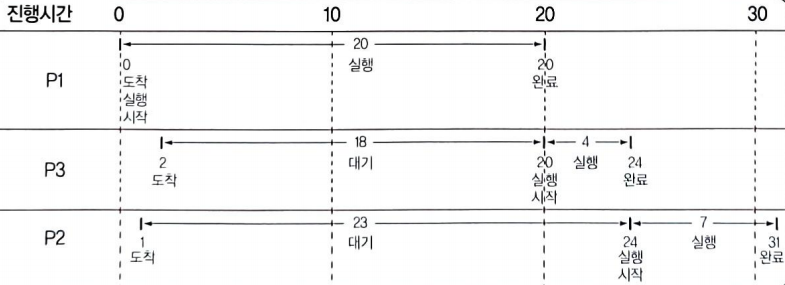 진행시간 0 10 20 30
20
P1 실행
0 20
도착 완료
실행
시작
18 4
P3 대기 실행
2 20 24
도착 실행 완료
시작
23 7
P2 대기 실행
1 24 31
도착 실행 완료
시작